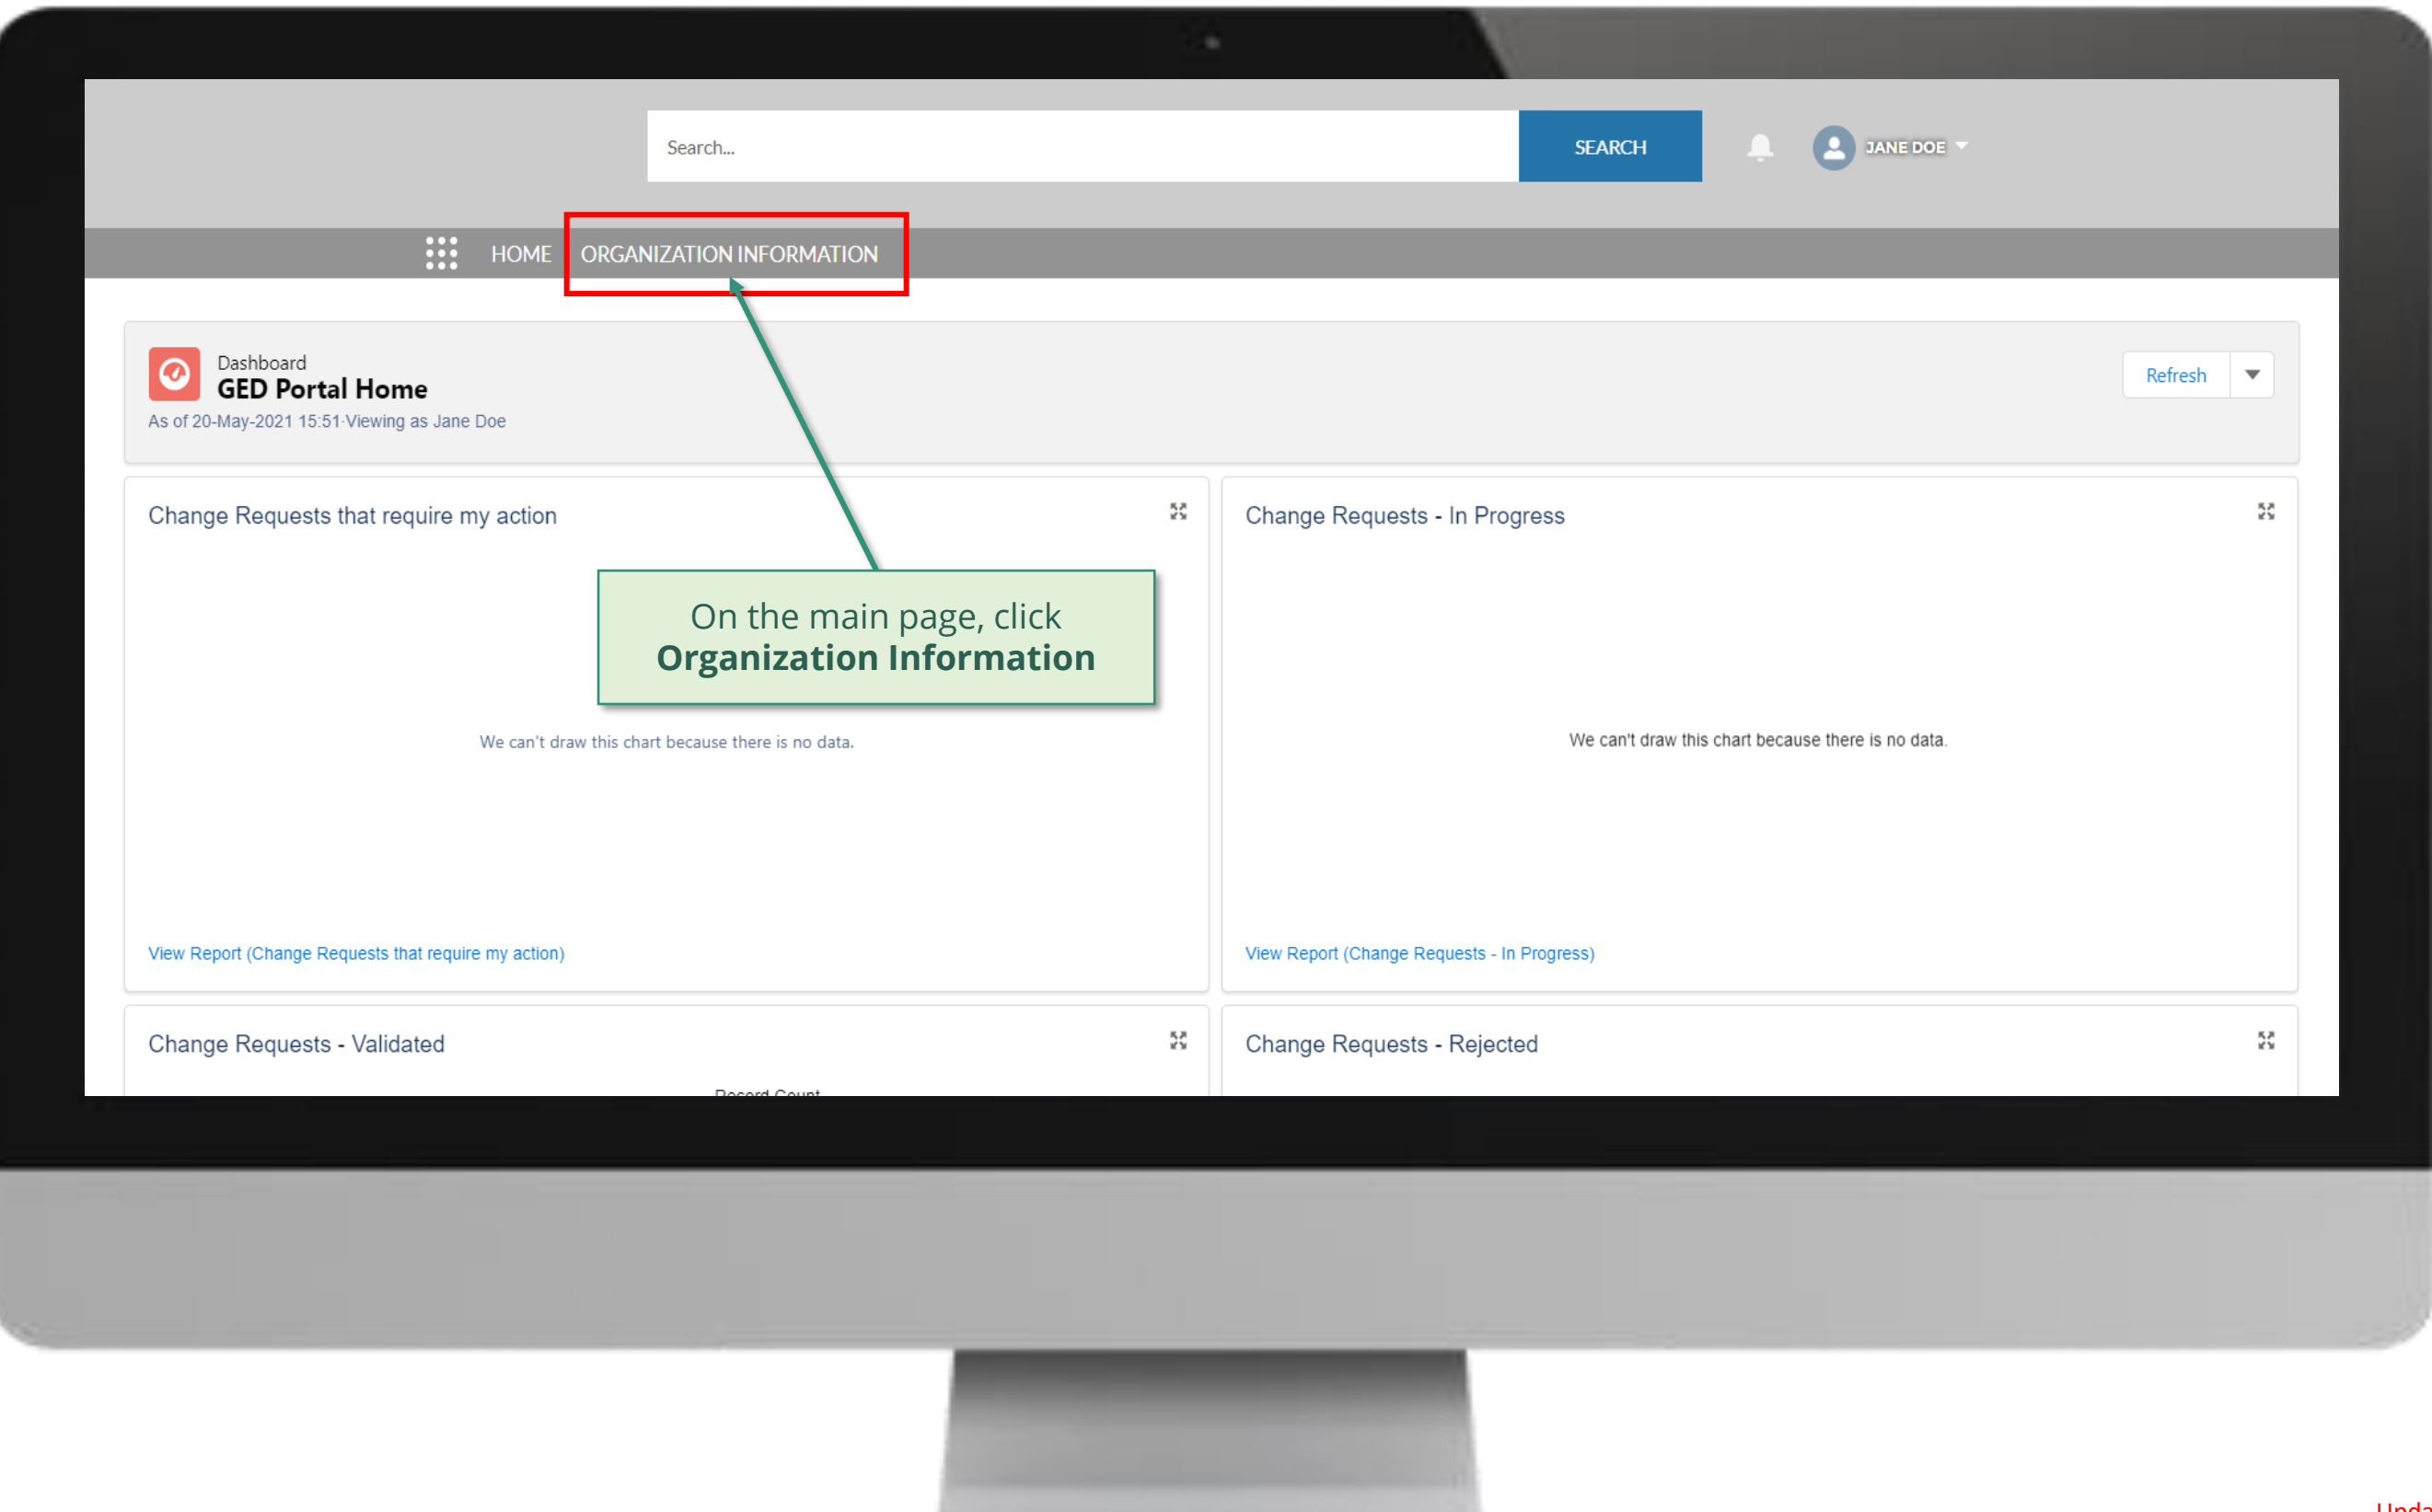 Search...
SEARCH
JANE DOE
HOME
ORGANIZATION INFORMATION
Dashboard
GED Portal Home
As of 20-May-2021 15:51·Viewing as Jane Doe
Refresh
Change Requests that require my action
Change Requests - In Progress
On the main page, click
Organization Information
We can't draw this chart because there is no data.
We can't draw this chart because there is no data.
View Report (Change Requests that require my action)
View Report (Change Requests - In Progress)
Change Requests - Validated
Change Requests - Rejected
Record Count